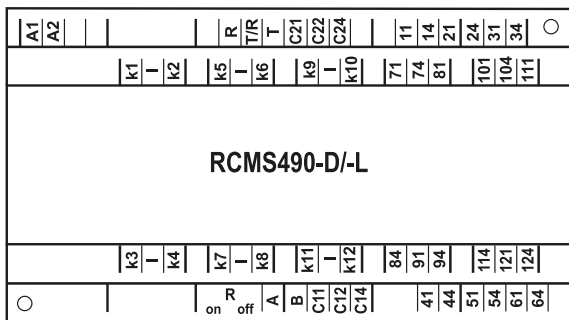 A1 A2 R T/R T C21 C22 C24 11 14 21 24 31 34
k1 I k2 k5 I k6 k9 I k10 71 74 81 101 104 111
RCMS490-D/-L
k3 I k4 k7 I k8 k11 I k12 84 91 94 114 121 124
on R off A B C11 C12 C14 41 44 51 54 61 64